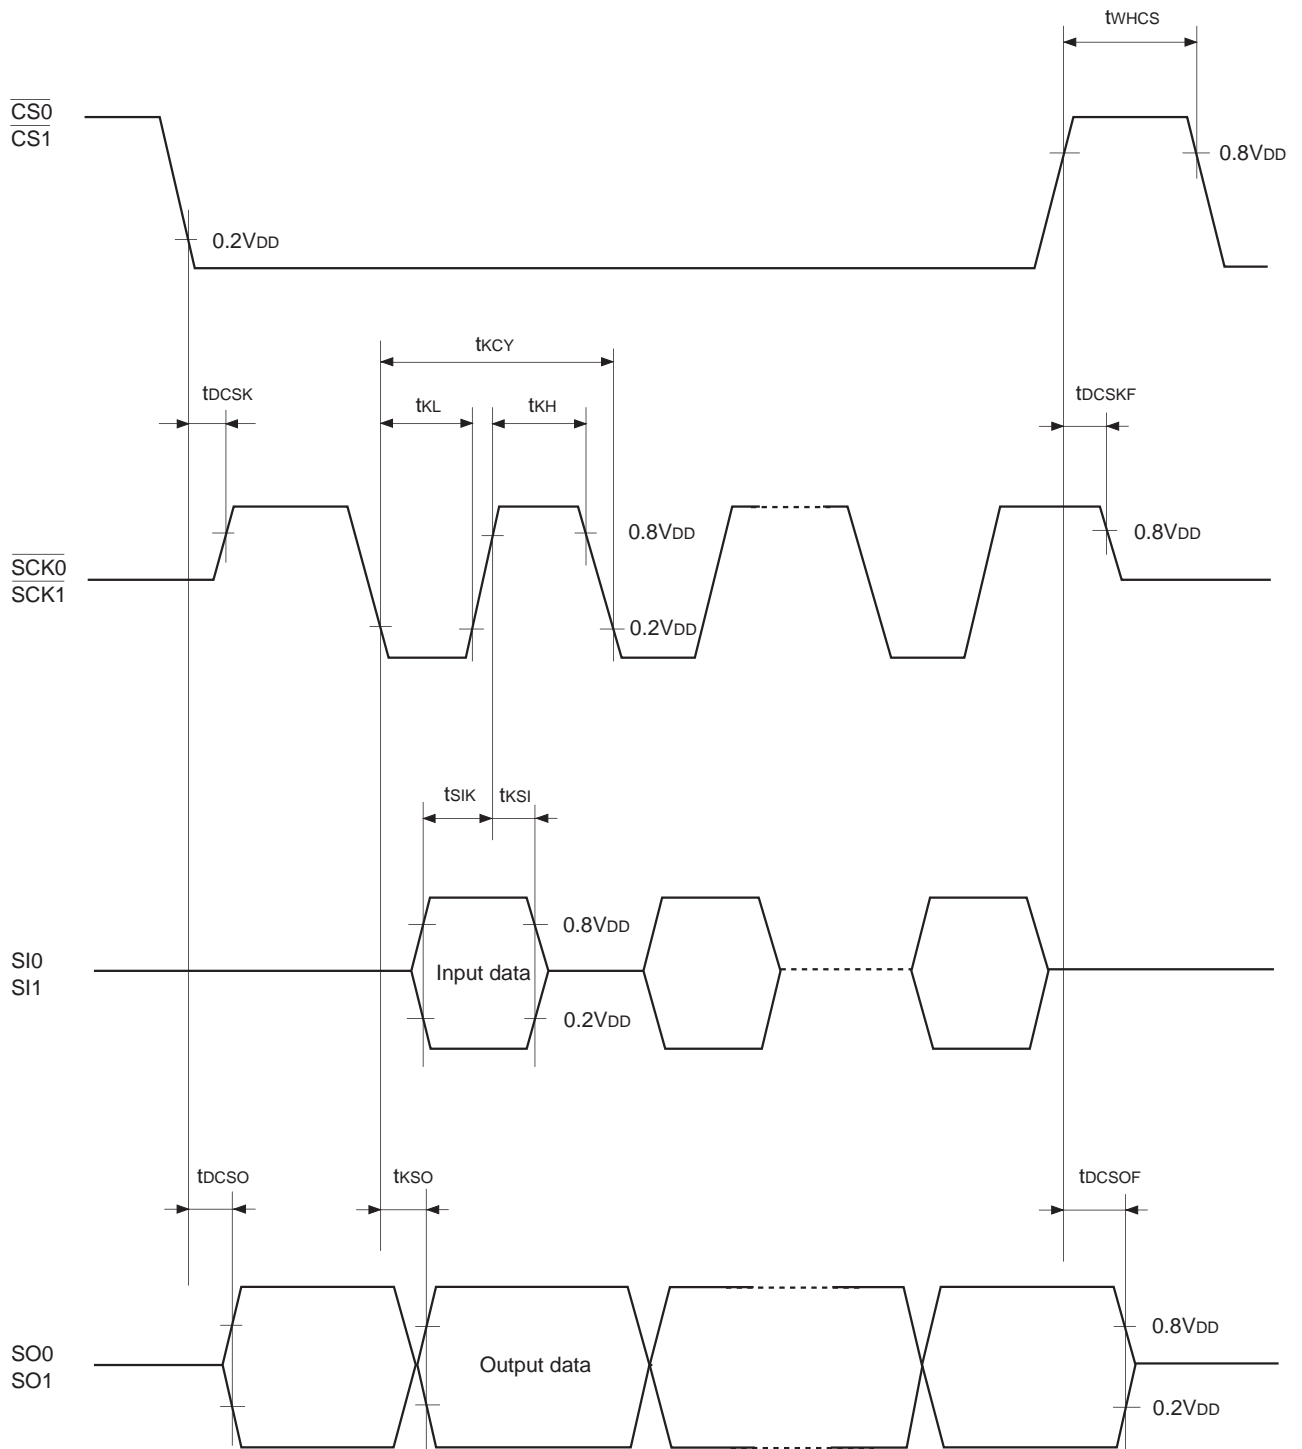 tWHCS
CS0
CS1
0.8VDD
0.2VDD
tKCY
tDCSK
tKL
tKH
tDCSKF
SCK0
SCK1
0.8VDD
0.8VDD
0.2VDD
tSIK
tKSI
SI0
SI1
0.8VDD
Input data
0.2VDD
tDCSO
tKSO
tDCSOF
SO0
SO1
Output data
0.8VDD
0.2VDD